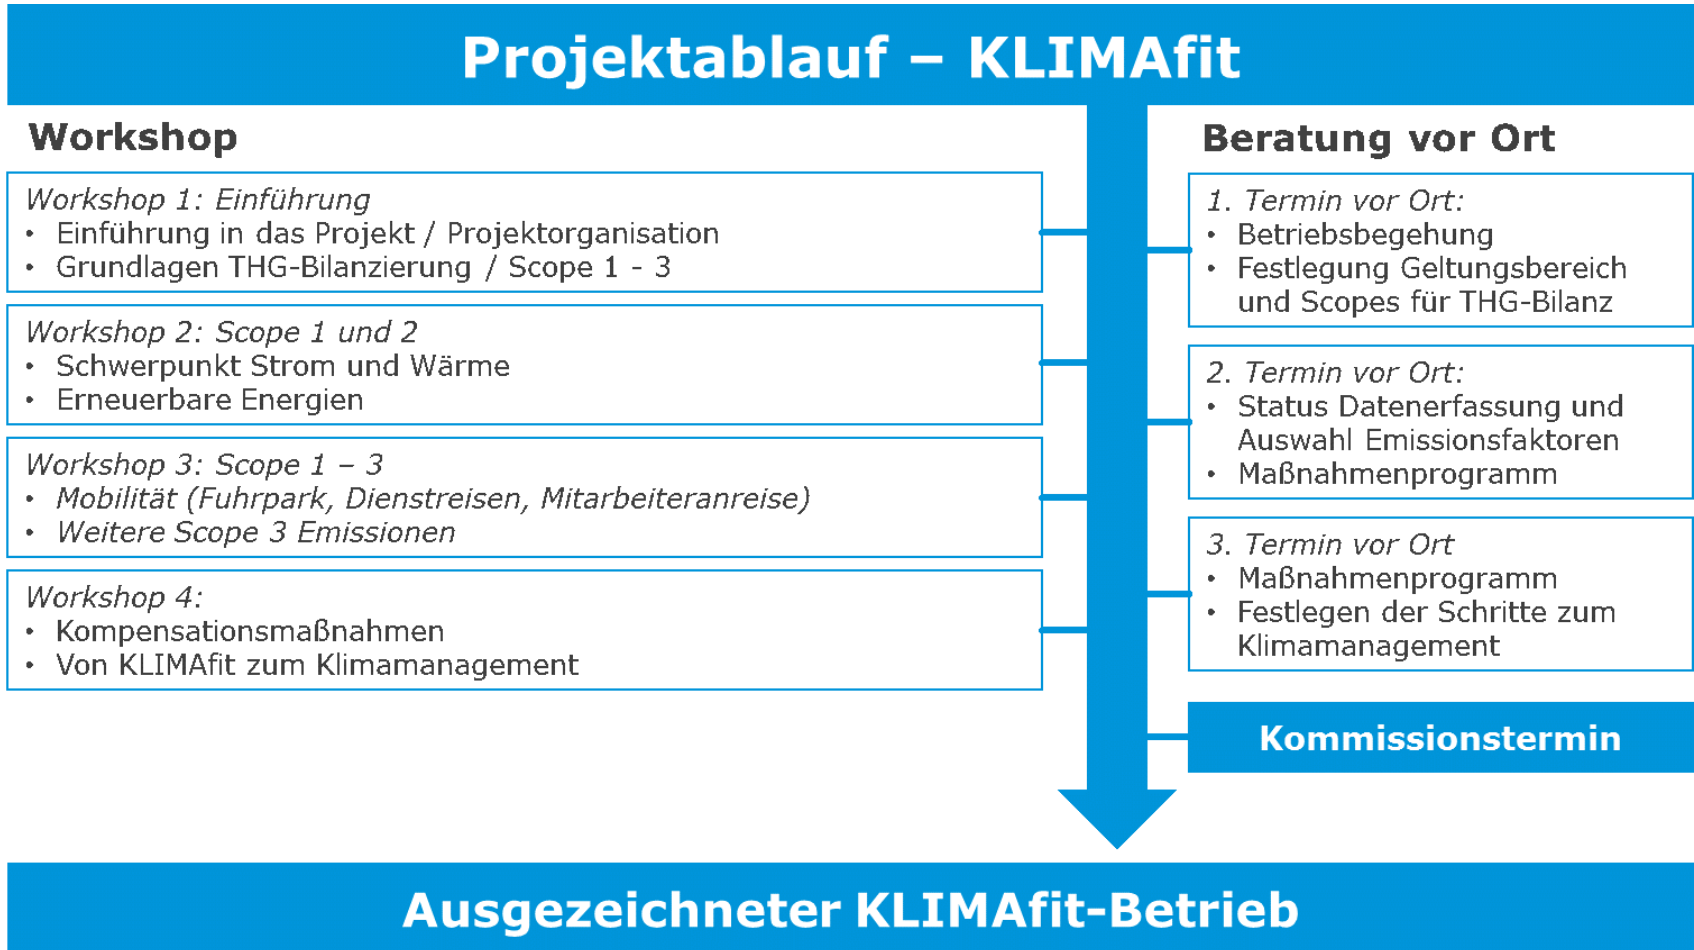 Projektablauf – KLIMAfit
Workshop
Workshop 1: Einführung
• Einführung in das Projekt / Projektorganisation
• Grundlagen THG-Bilanzierung / Scope 1 - 3
Workshop 2: Scope 1 und 2
• Schwerpunkt Strom und Wärme
• Erneuerbare Energien
Workshop 3: Scope 1 – 3
• Mobilität (Fuhrpark, Dienstreisen, Mitarbeiteranreise)
• Weitere Scope 3 Emissionen
Workshop 4:
• Kompensationsmaßnahmen
• Von KLIMAfit zum Klimamanagement
Beratung vor Ort
1. Termin vor Ort:
• Betriebsbegehung
• Festlegung Geltungsbereich
und Scopes für THG-Bilanz
2. Termin vor Ort:
• Status Datenerfassung und
Auswahl Emissionsfaktoren
• Maßnahmenprogramm
3. Termin vor Ort
• Maßnahmenprogramm
• Festlegen der Schritte zum
Klimamanagement
Kommissionstermin
Ausgezeichneter KLIMAfit-Betrieb